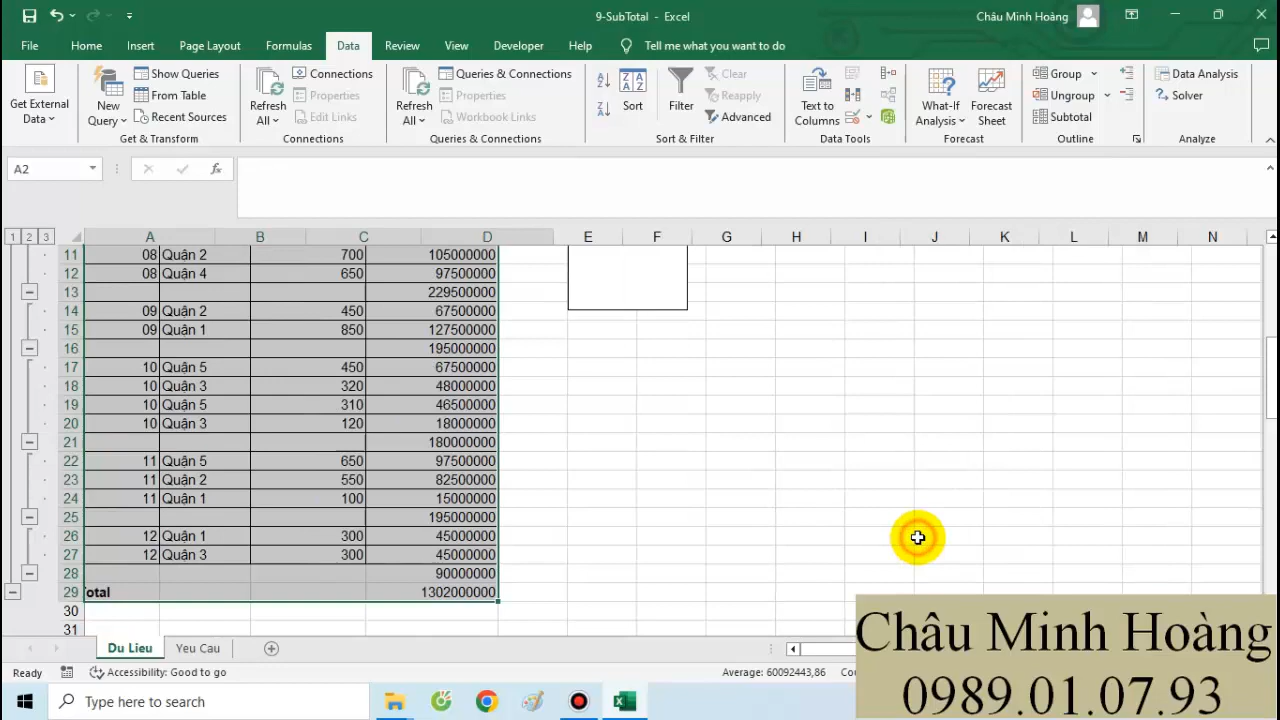 9-SubTotal - Excel
Châu Minh Hoàng
File Home Insert Page Layout Formulas Data Review View Developer Help Tell me what you want to do
Get External Data
New Query
Show Queries
From Table
Recent Sources
Get & Transform
Refresh All
Connections
Properties
Edit Links
Connections
Refresh All
Queries & Connections
Properties
Workbook Links
Queries & Connections
Sort
Filter
Clear
Reapply
Advanced
Sort & Filter
Text to Columns
Data Tools
What-If Analysis
Forecast Sheet
Forecast
Group
Ungroup
Subtotal
Outline
Data Analysis
Solver
Analyze
A2
fx
1 2 3
A B C D E F G H I J K L M N
11 08 Quận 2 700 105000000
12 08 Quận 4 650 97500000
13 229500000
14 09 Quận 2 450 67500000
15 09 Quận 1 850 127500000
16 195000000
17 10 Quận 5 450 67500000
18 10 Quận 3 320 48000000
19 10 Quận 5 310 46500000
20 10 Quận 3 120 18000000
21 180000000
22 11 Quận 5 650 97500000
23 11 Quận 2 550 82500000
24 11 Quận 1 100 15000000
25 195000000
26 12 Quận 1 300 45000000
27 12 Quận 3 300 45000000
28 90000000
29 Total 1302000000
30
31
Du Lieu Yeu Cau
Ready Accessibility: Good to go Average: 60092443,86 Cou
Type here to search
Châu Minh Hoàng
0989.01.07.93